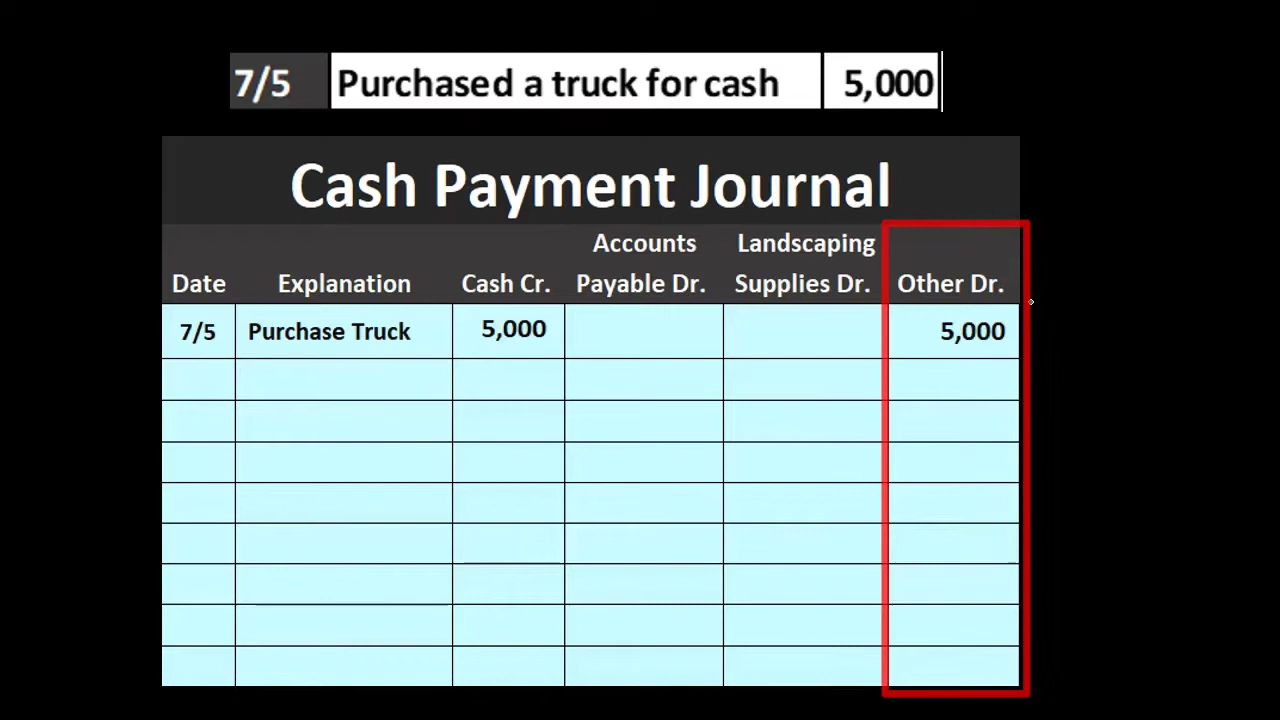 7/5 Purchased a truck for cash 5,000
Cash Payment Journal
Accounts Landscaping
Date Explanation Cash Cr. Payable Dr. Supplies Dr. Other Dr.
7/5 Purchase Truck 5,000 5,000